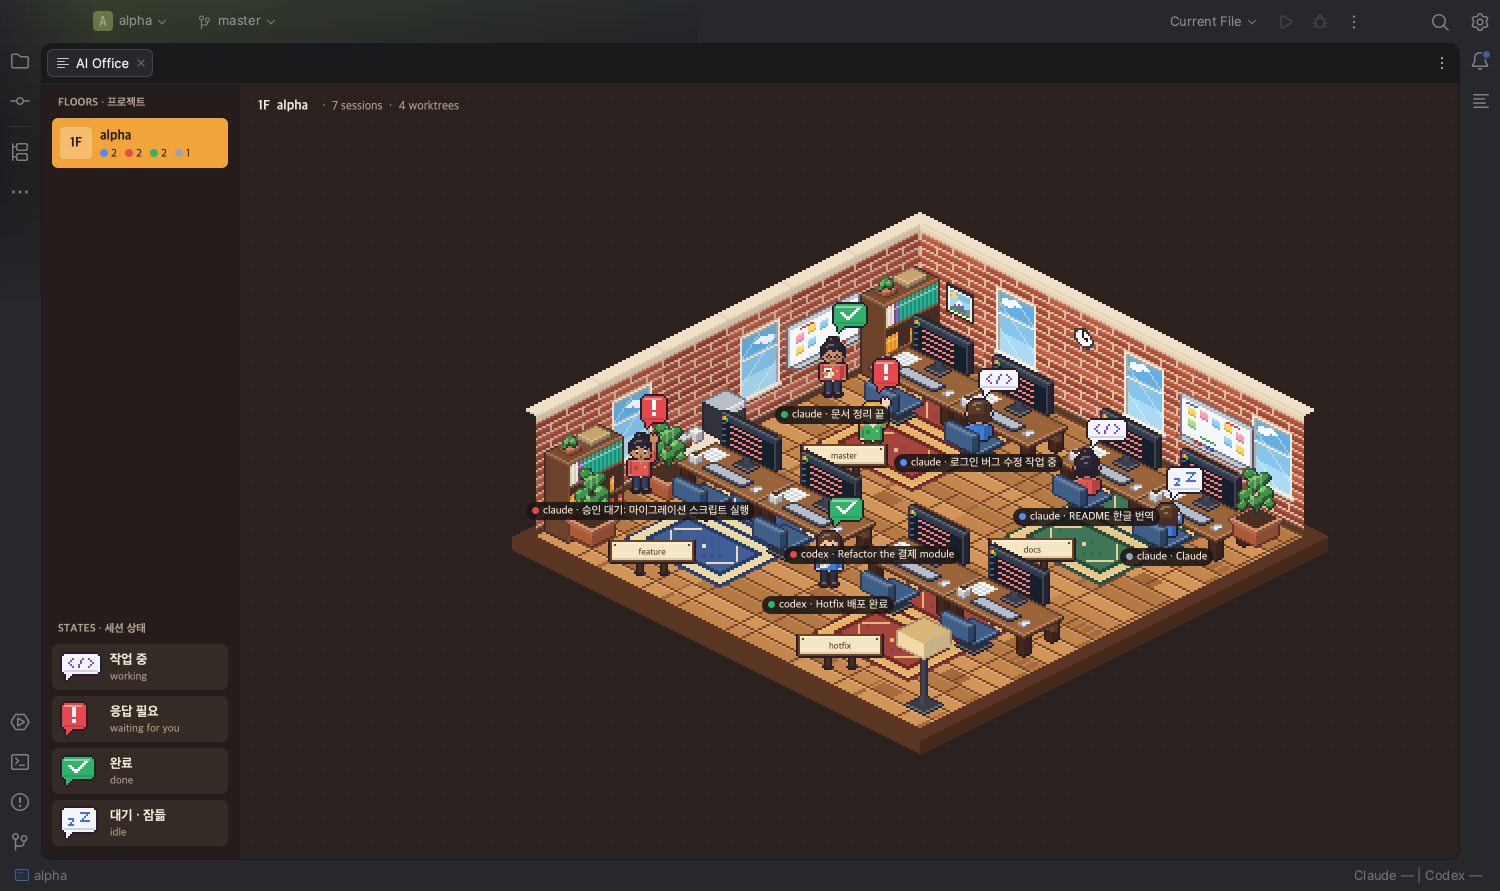 A alpha
master
Current File
AI Office
FLOORS · 프로젝트
1F
alpha
2 2 2 1
1F alpha · 7 sessions · 4 worktrees
claude · 문서 정리 끝
master
claude · 로그인 버그 수정 작업 중
claude · 승인 대기: 마이그레이션 스크립트 실행
claude · README 한글 번역
feature
codex · Refactor the 결제 module
docs
claude · Claude
codex · Hotfix 배포 완료
hotfix
STATES · 세션 상태
작업 중
working
응답 필요
waiting for you
완료
done
대기 · 잠듦
idle
alpha
Claude — | Codex —